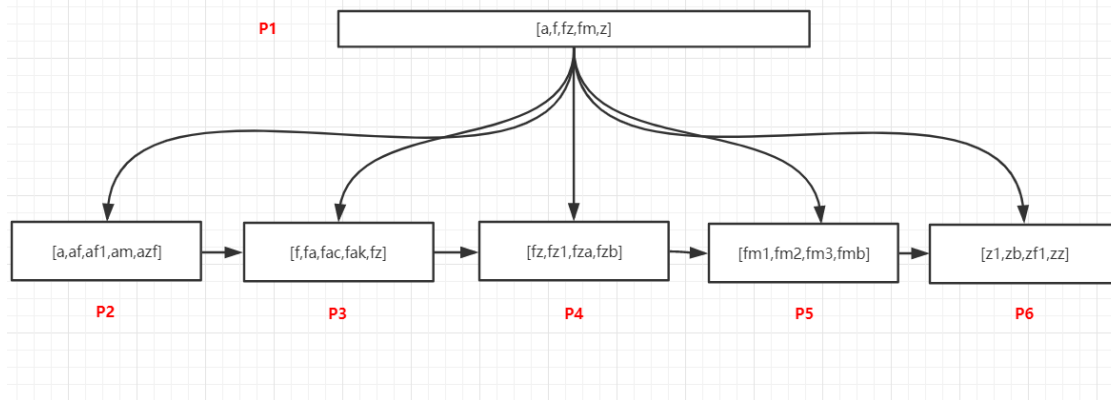 P1
[a,f,fz,fm,z]
[a,af,af1,am,azf]
[f,fa,fac,fak,fz]
[fz,fz1,fza,fzb]
[fm1,fm2,fm3,fmb]
[z1,zb,zf1,zz]
P2
P3
P4
P5
P6